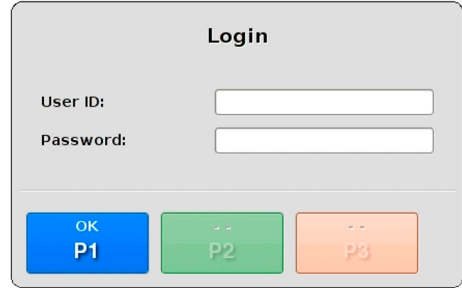 Login
User ID:
Password:
OK
P1
- -
P2
- -
P3